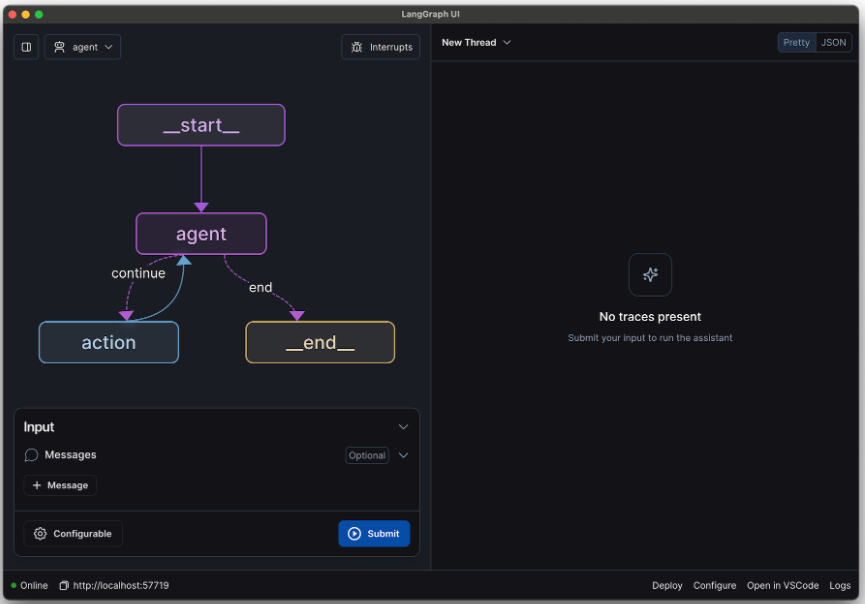 LangGraph UI
agent
Interrupts
__start__
agent
continue
end
action
__end__
Input
Messages
Optional
+ Message
Configurable
Submit
New Thread
Pretty
JSON
No traces present
Submit your input to run the assistant
Online
http://localhost:57719
Deploy
Configure
Open in VSCode
Logs